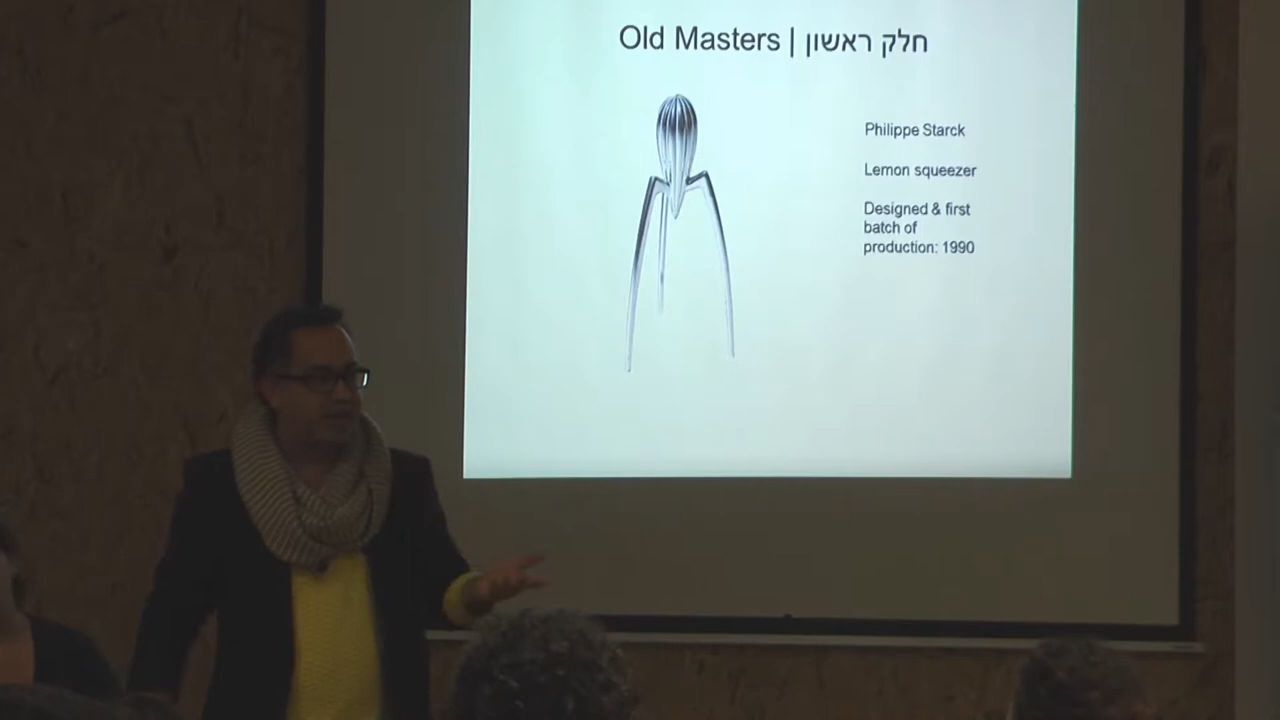 Old Masters | חלק ראשון
Philippe Starck
Lemon squeezer
Designed & first
batch of
production: 1990